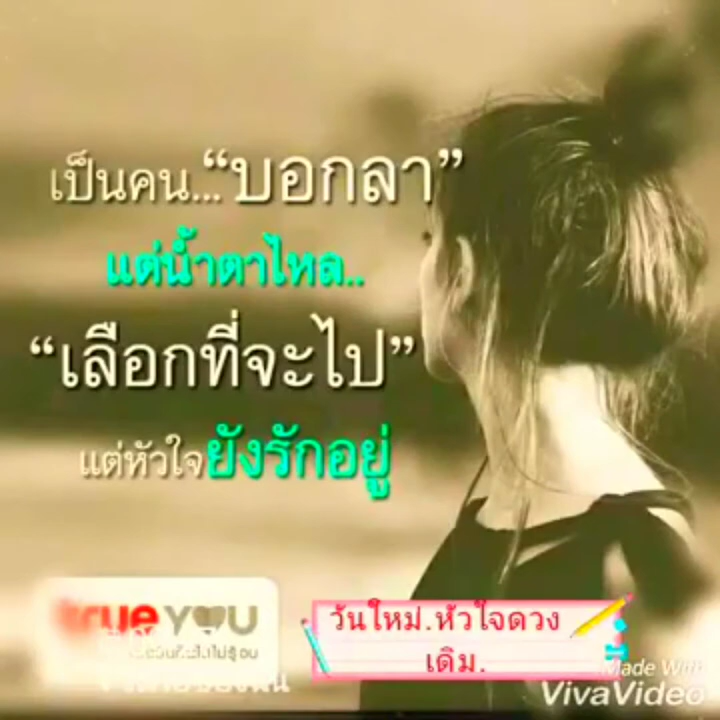 เป็นคน...“บอกลา”
แต่น้ำตาไหล..
“เลือกที่จะไป”
แต่หัวใจยังรักอยู่
true YOU
วันใหม่.หัวใจดวง
เดิม.
Made With
VivaVideo